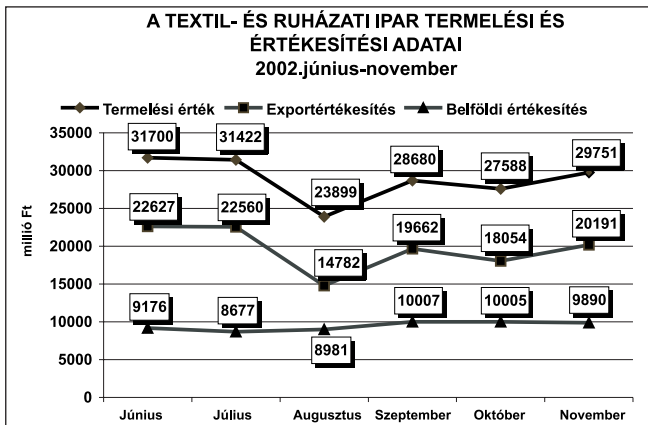 A TEXTIL- ÉS RUHÁZATI IPAR TERMELÉSI ÉS
ÉRTÉKESÍTÉSI ADATAI
2002.június-november
Termelési érték Exportértékesítés Belföldi értékesítés
millió Ft
35000
30000
25000
20000
15000
10000
5000
0
31700 31422 23899 28680 27588 29751
22627 22560 14782 19662 18054 20191
9176 8677 8981 10007 10005 9890
Június Július Augusztus Szeptember Október November